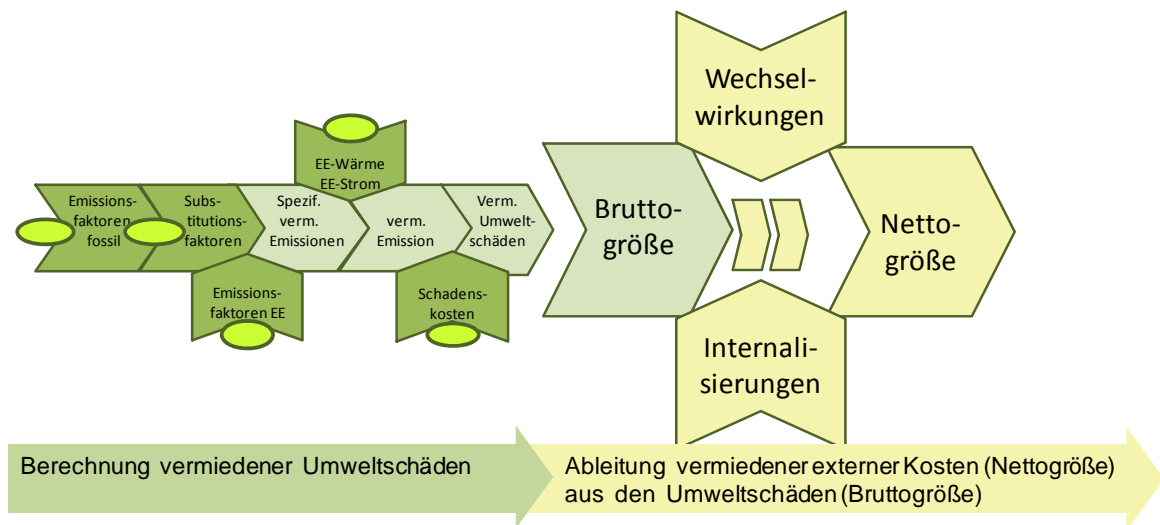 Emissions-
faktoren
fossil
Subs-
titutions-
faktoren
Spezif.
verm.
Emissionen
EE-Wärme
EE-Strom
verm.
Emission
Verm.
Umwelt-
schäden
Emissions-
faktoren EE
Schadens-
kosten
Brutto-
größe
Wechsel-
wirkungen
Internali-
sierungen
Netto-
größe
Berechnung vermiedener Umweltschäden
Ableitung vermiedener externer Kosten (Nettogröße)
aus den Umweltschäden (Bruttogröße)